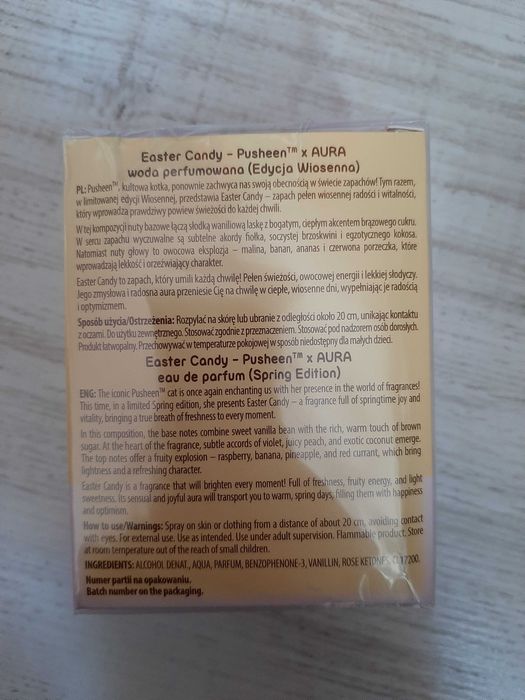 Easter Candy – Pusheen™ x AURA
woda perfumowana (Edycja Wiosenna)
PL: Pusheen™, kultowa kotka, ponownie zachwyca nas swoją obecnością w świecie zapachów! Tym razem,
w limitowanej edycji Wiosennej, przedstawia Easter Candy – zapach pełen wiosennej radości i witalności,
który wprowadza prawdziwy powiew świeżości do każdej chwili.
W tej kompozycji nuty bazowe łączą słodką waniliową laskę z bogatym, ciepłym akcentem brązowego cukru.
W sercu zapachu wyczuwalne są subtelne akordy fiołka, soczystej brzoskwini i egzotycznego kokosa.
Natomiast nuty głowy to owocowa eksplozja – malina, banan, ananas i czerwona porzeczka, które
wprowadzają lekkość i orzeźwiający charakter.
Easter Candy to zapach, który umili każdą chwilę! Pełen świeżości, owocowej energii i lekkiej słodyczy.
Jego zmysłowa i radosna aura przeniesie Cię na chwilę w ciepłe, wiosenne dni, wypełniając je radością
i optymizmem.
Sposób użycia/Ostrzeżenia: Rozpylać na skórę lub ubranie z odległości około 20 cm, unikając kontaktu
z oczami. Do użytku zewnętrznego. Stosować zgodnie z przeznaczeniem. Stosować pod nadzorem osób dorosłych.
Produkt łatwopalny. Przechowywać w temperaturze pokojowej w sposób niedostępny dla małych dzieci.
Easter Candy – Pusheen™ x AURA
eau de parfum (Spring Edition)
ENG: The iconic Pusheen™ cat is once again enchanting us with her presence in the world of fragrances!
This time, in a limited Spring edition, she presents Easter Candy – a fragrance full of springtime joy and
vitality, bringing a true breath of freshness to every moment.
In this composition, the base notes combine sweet vanilla bean with the rich, warm touch of brown
sugar. At the heart of the fragrance, subtle accords of violet, juicy peach, and exotic coconut emerge.
The top notes offer a fruity explosion – raspberry, banana, pineapple, and red currant, which bring
lightness and a refreshing character.
Easter Candy is a fragrance that will brighten every moment! Full of freshness, fruity energy, and light
sweetness. Its sensual and joyful aura will transport you to warm, spring days, filling them with happiness
and optimism.
How to use/Warnings: Spray on skin or clothing from a distance of about 20 cm, avoiding contact
with eyes. For external use. Use as intended. Use under adult supervision. Flammable product. Store
at room temperature out of the reach of small children.
INGREDIENTS: ALCOHOL DENAT., AQUA, PARFUM, BENZOPHENONE-3, VANILLIN, ROSE KETONES, CI 17200.
Numer partii na opakowaniu.
Batch number on the packaging.